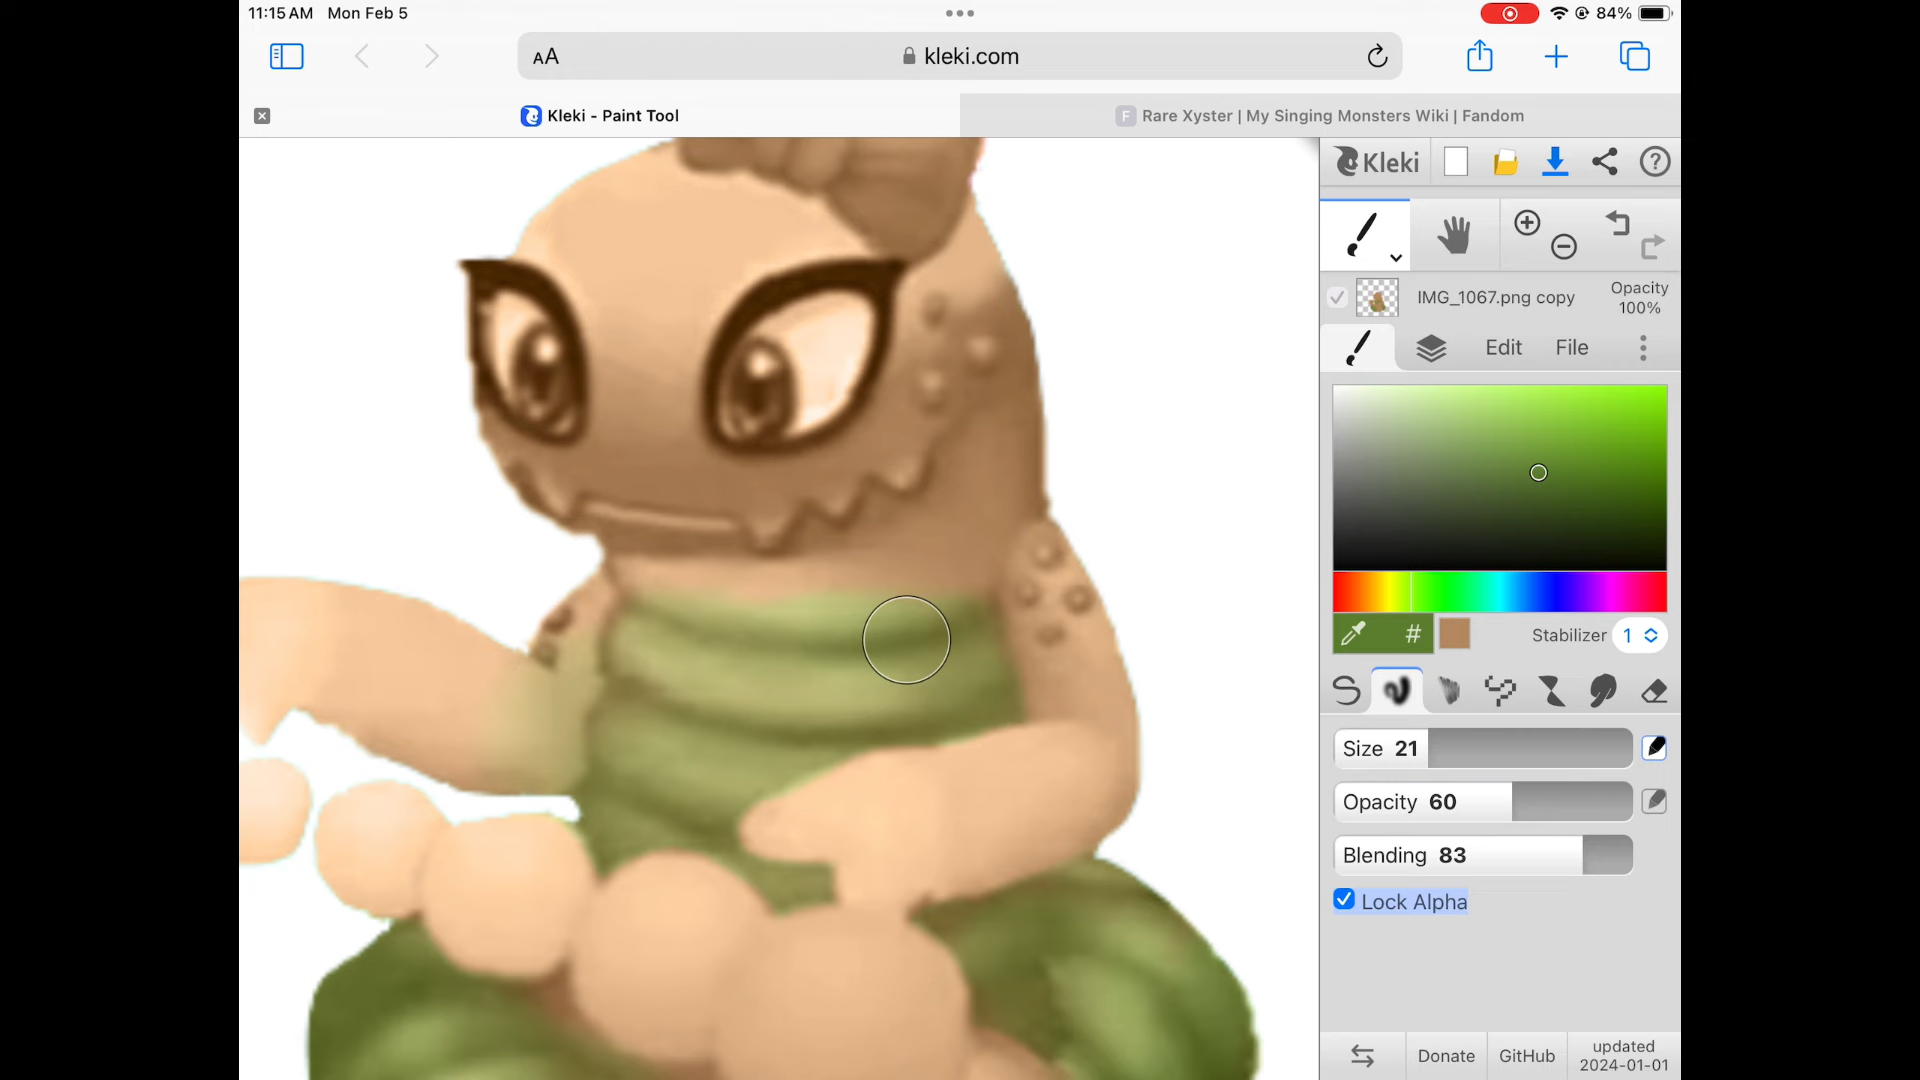 11:15 AM Mon Feb 5
84%
AA
kleki.com
Kleki - Paint Tool
F Rare Xyster | My Singing Monsters Wiki | Fandom
Kleki
?
IMG_1067.png copy
Opacity
100%
Edit
File
#
Stabilizer 1
Size 21
Opacity 60
Blending 83
Lock Alpha
Donate
GitHub
updated
2024-01-01